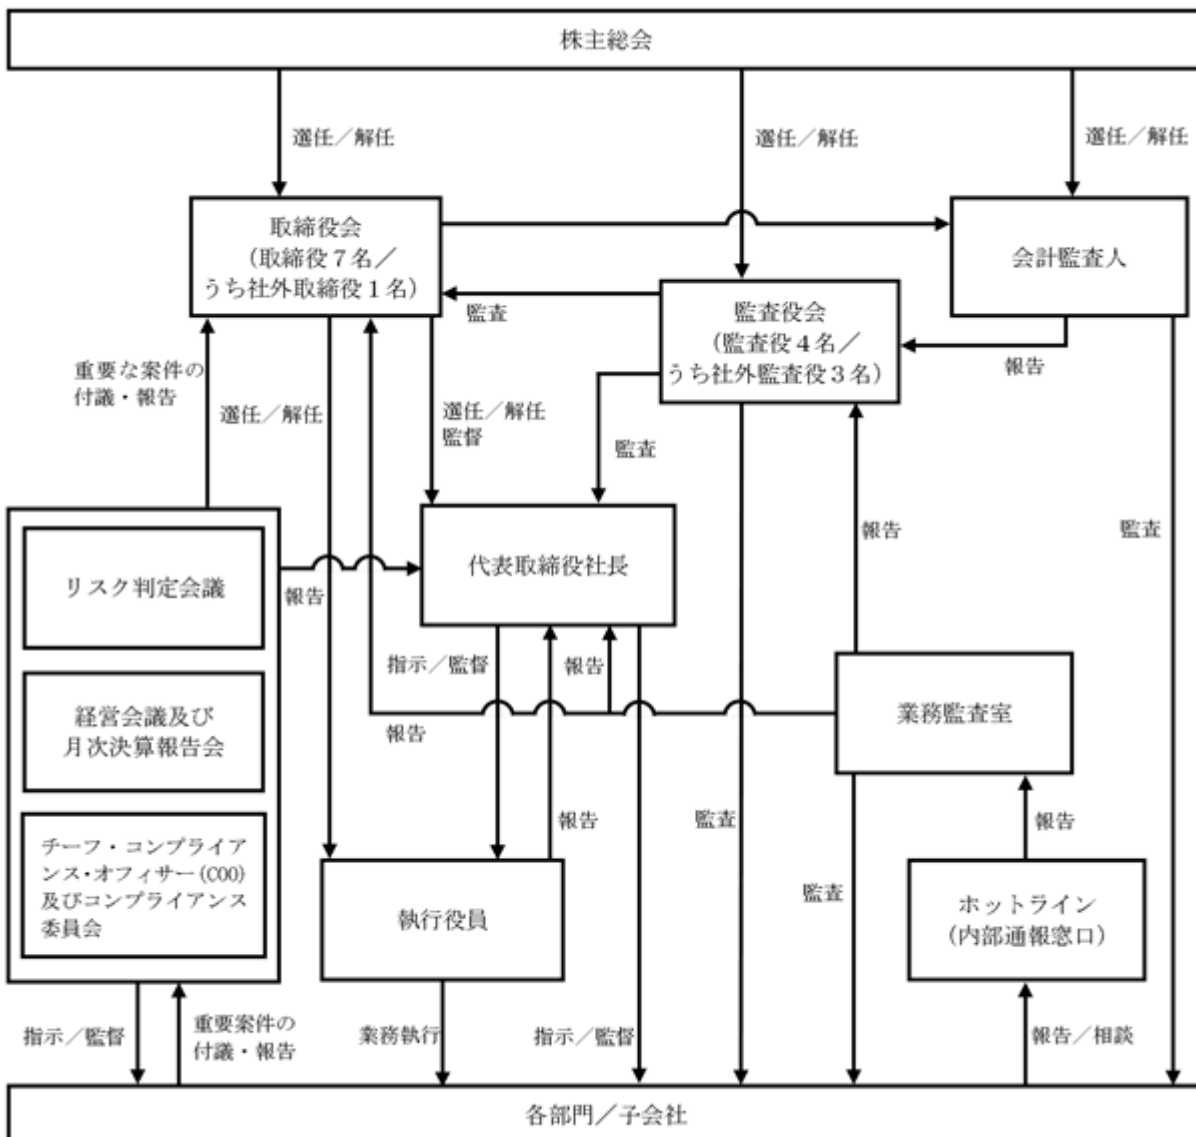 株主総会
選任／解任
選任／解任
選任／解任
取締役会
（取締役７名／
うち社外取締役１名）
会計監査人
監査
監査役会
（監査役４名／
うち社外監査役３名）
報告
重要な案件の
付議・報告
選任／解任
選任／解任
監督
監査
報告
監査
リスク判定会議
報告
代表取締役社長
指示／監督
報告
経営会議及び
月次決算報告会
報告
業務監査室
チーフ・コンプライア
ンス・オフィサー(COO)
及びコンプライアンス
委員会
報告
監査
報告
執行役員
監査
ホットライン
（内部通報窓口）
指示／監督
重要案件の
付議・報告
業務執行
指示／監督
報告／相談
各部門／子会社